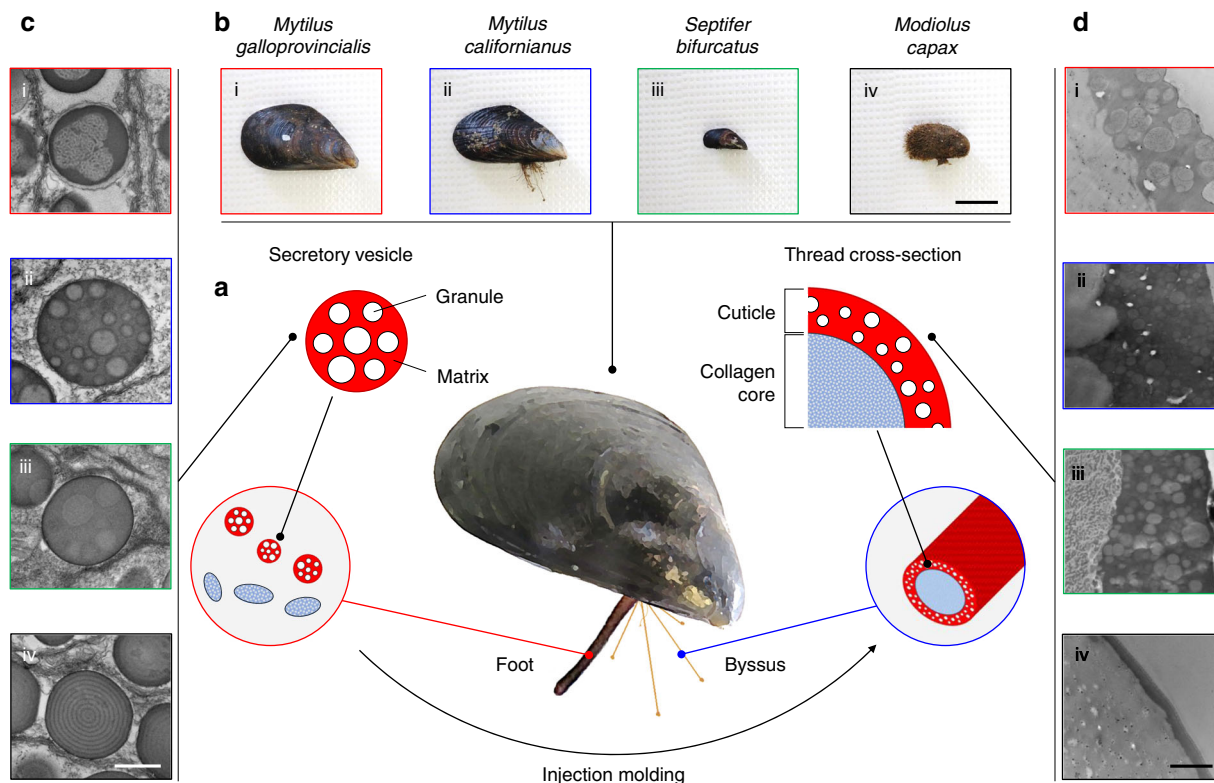 c
b
d
Mytilus
galloprovincialis
Mytilus
californianus
Septifer
bifurcatus
Modiolus
capax
i
ii
iii
iv
i
ii
iii
iv
i
ii
iii
iv
a
Secretory vesicle
Granule
Matrix
Thread cross-section
Cuticle
Collagen
core
Foot
Byssus
Injection molding